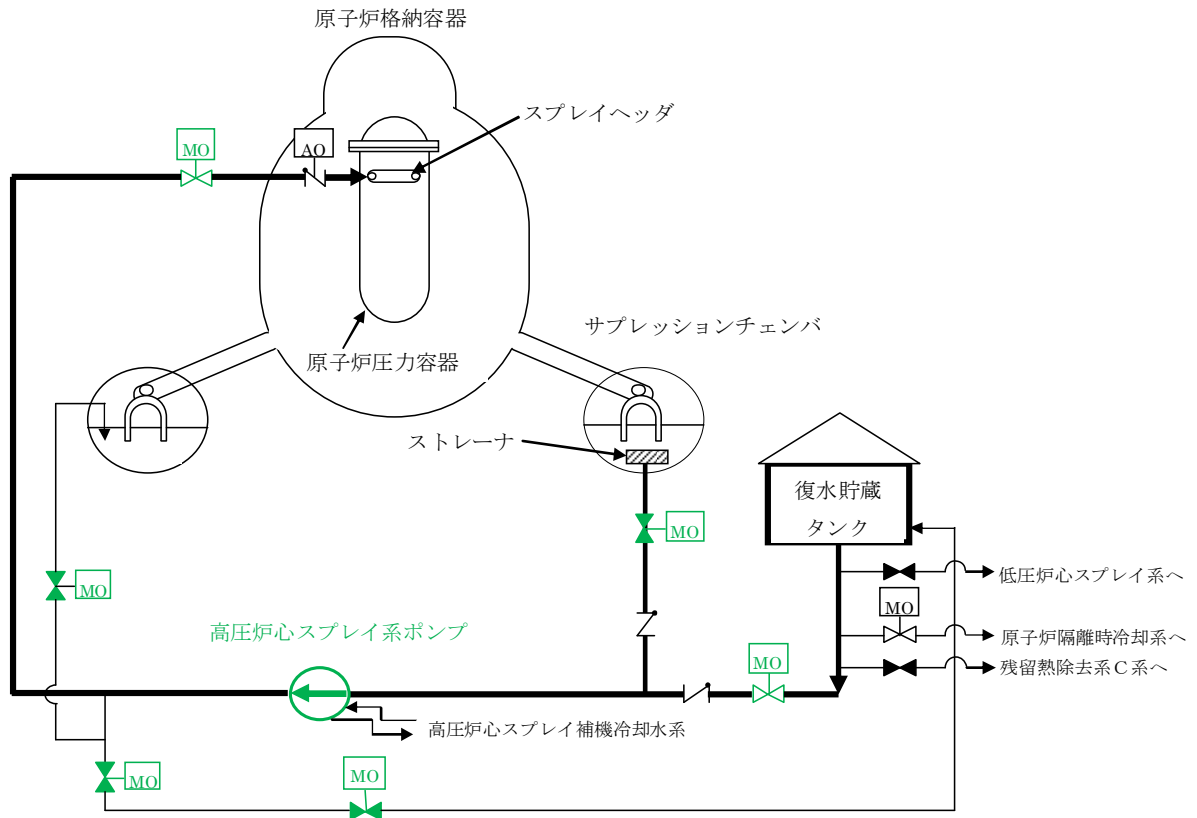 原子炉格納容器
スプレイヘッダ
MO
AO
サプレッションチェンバ
原子炉圧力容器
ストレーナ
復水貯蔵
タンク
MO
低圧炉心スプレイ系へ
MO
MO
高圧炉心スプレイ系ポンプ
原子炉隔離時冷却系へ
MO
残留熱除去系C系へ
高圧炉心スプレイ補機冷却水系
MO
MO